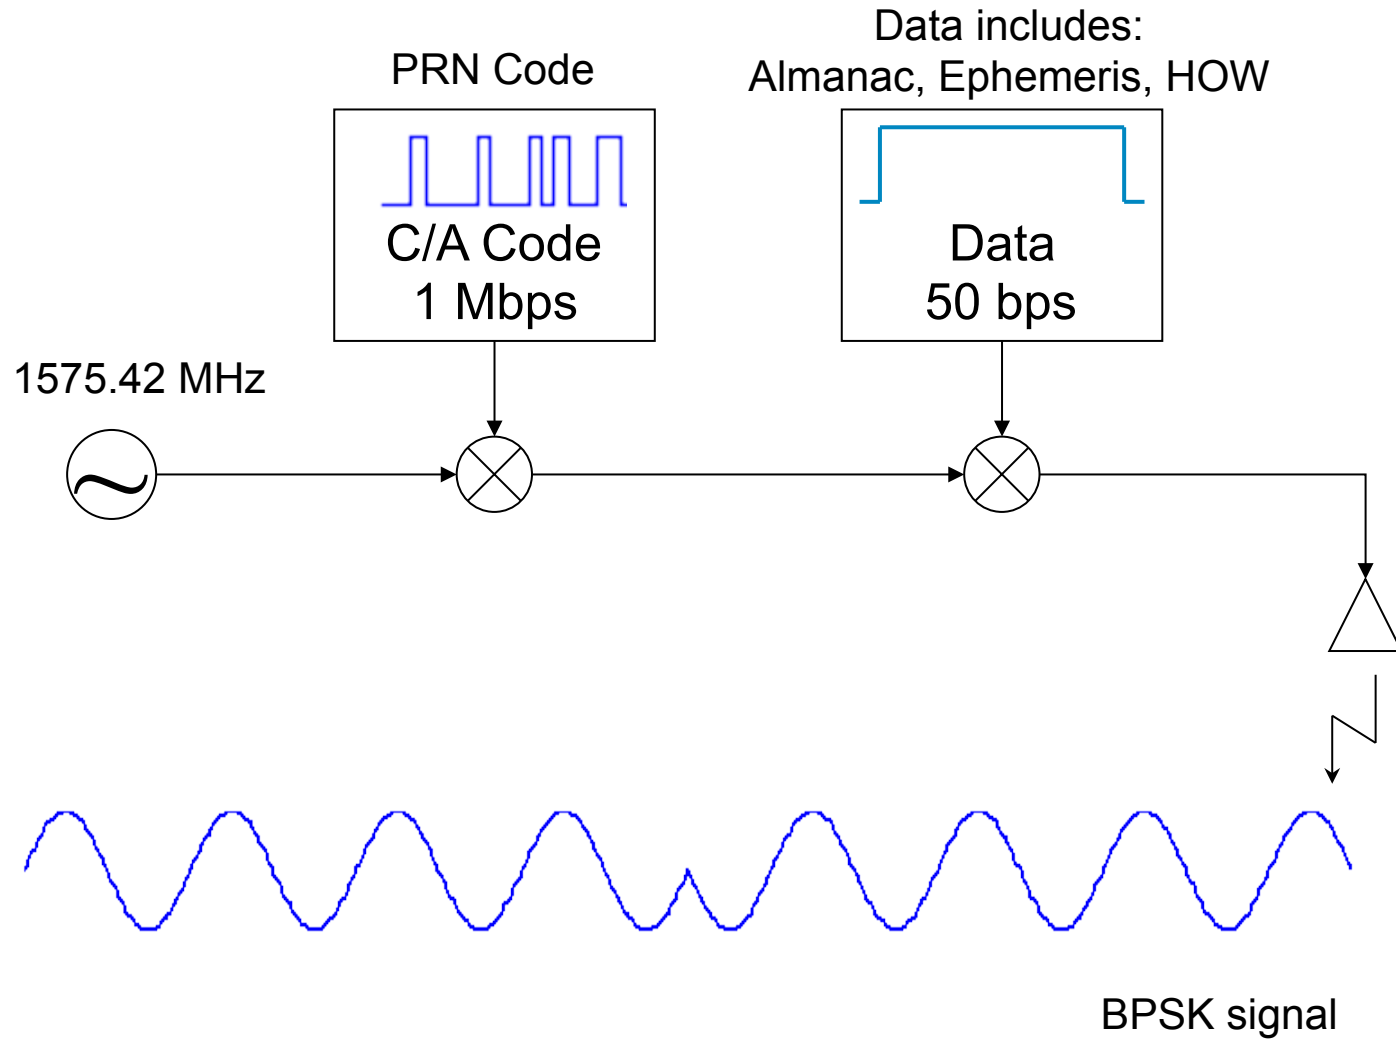 Data includes:
PRN Code
Almanac, Ephemeris, HOW
C/A Code
1 Mbps
Data
50 bps
1575.42 MHz
BPSK signal